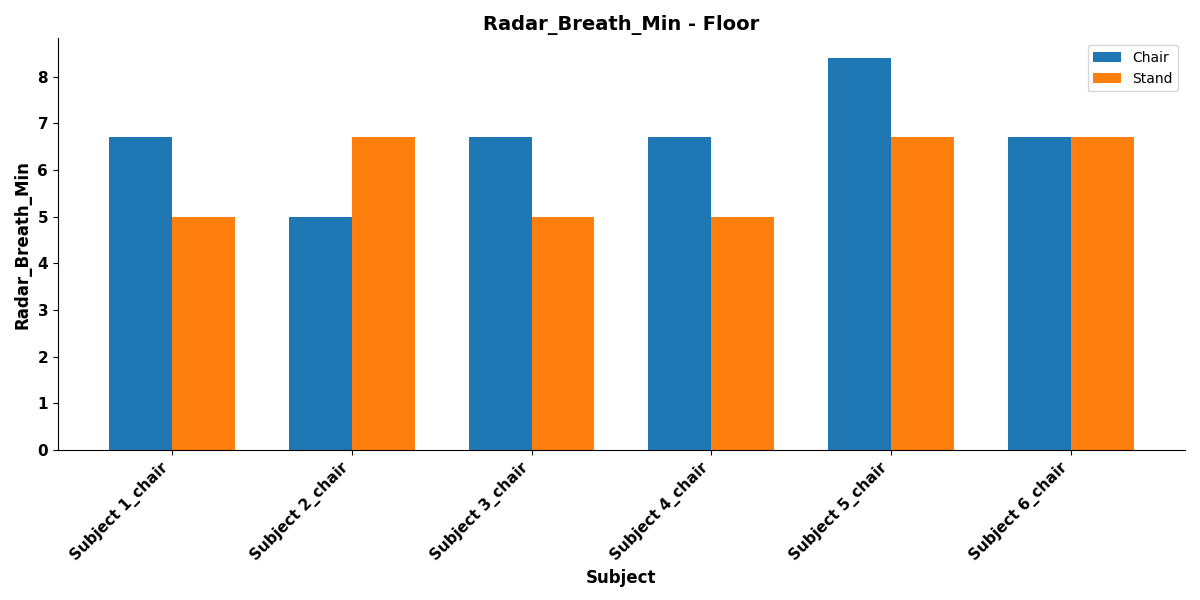 Radar_Breath_Min - Floor
Chair
Stand
Radar_Breath_Min
8
7
6
5
4
3
2
1
0
Subject 1_chair
Subject 2_chair
Subject 3_chair
Subject 4_chair
Subject 5_chair
Subject 6_chair
Subject